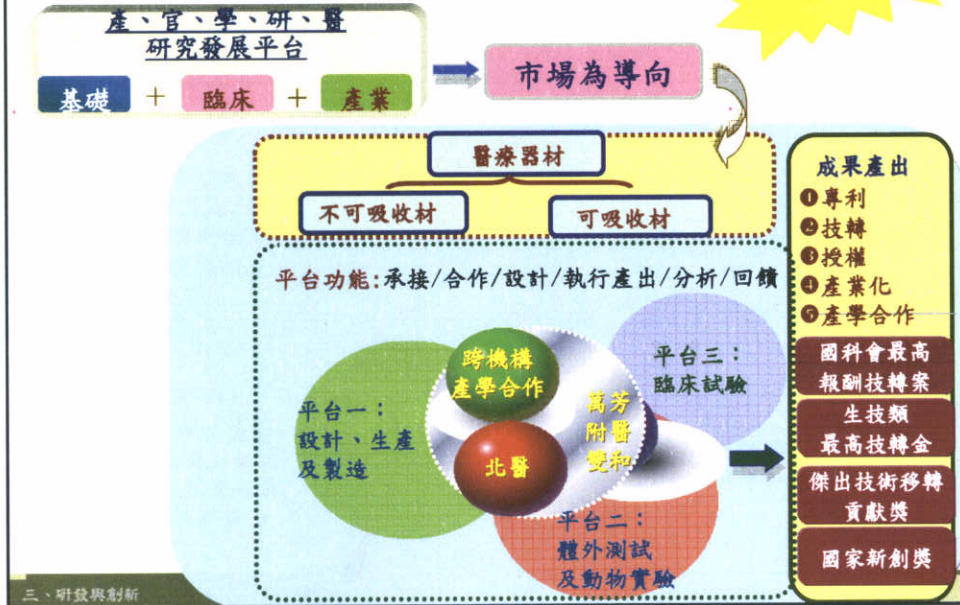 產、官、學、研、醫
研究發展平台
基礎 + 臨床 + 產業
市場為導向
醫療器材
不可吸收材
可吸收材
平台功能:承接/合作/設計/執行產出/分析/回饋
跨機構
產學合作
北醫
萬芳
附醫
雙和
平台一：
設計、生產
及製造
平台三：
臨床試驗
平台二：
體外測試
及動物實驗
成果產出
❶專利
❷技轉
❸授權
❹產業化
❺產學合作
國科會最高
報酬技轉案
生技類
最高技轉金
傑出技術移轉
貢獻獎
國家新創獎
三、研發與創新